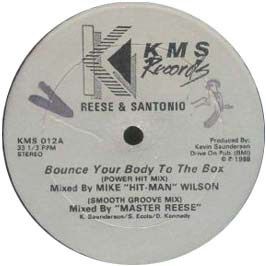 K KMS
Records
REESE & SANTONIO
KMS 012A
33 1/3 RPM
STEREO
Produced By:
Kevin Saunderson
Drive On Pub. (BMI)
© ℗ 1988
Bounce Your Body To The Box
(POWER HIT MIX)
Mixed By MIKE "HIT-MAN" WILSON
(SMOOTH GROOVE MIX)
Mixed By "MASTER REESE"
K. Saunderson/S. Ecols/D. Kennedy